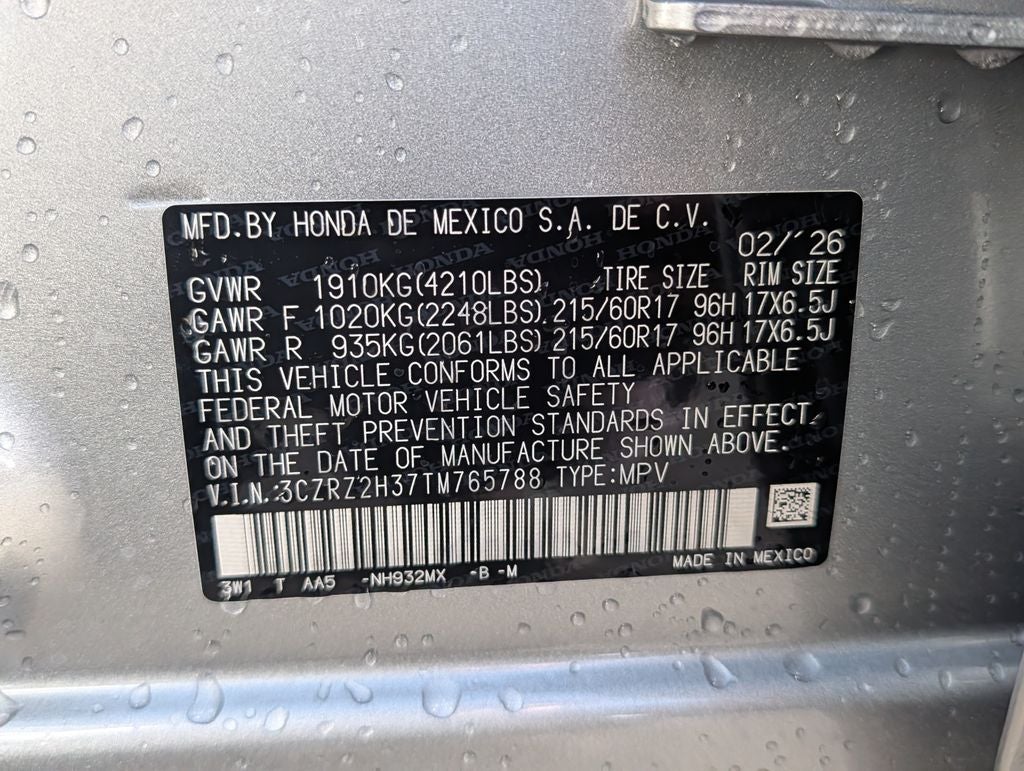 MFD.BY HONDA DE MEXICO S.A. DE C.V.
02/'26
GVWR 1910KG(4210LBS), TIRE SIZE RIM SIZE
GAWR F 1020KG(2248LBS),215/60R17 96H 17X6.5J
GAWR R 935KG(2061LBS),215/60R17 96H 17X6.5J
THIS VEHICLE CONFORMS TO ALL APPLICABLE
FEDERAL MOTOR VEHICLE SAFETY
AND THEFT PREVENTION STANDARDS IN EFFECT
ON THE DATE OF MANUFACTURE SHOWN ABOVE.
V.I.N.:3CZRZ2H37TM765788 TYPE:MPV
MADE IN MEXICO
3W1 T AA5 -NH932MX -B -M